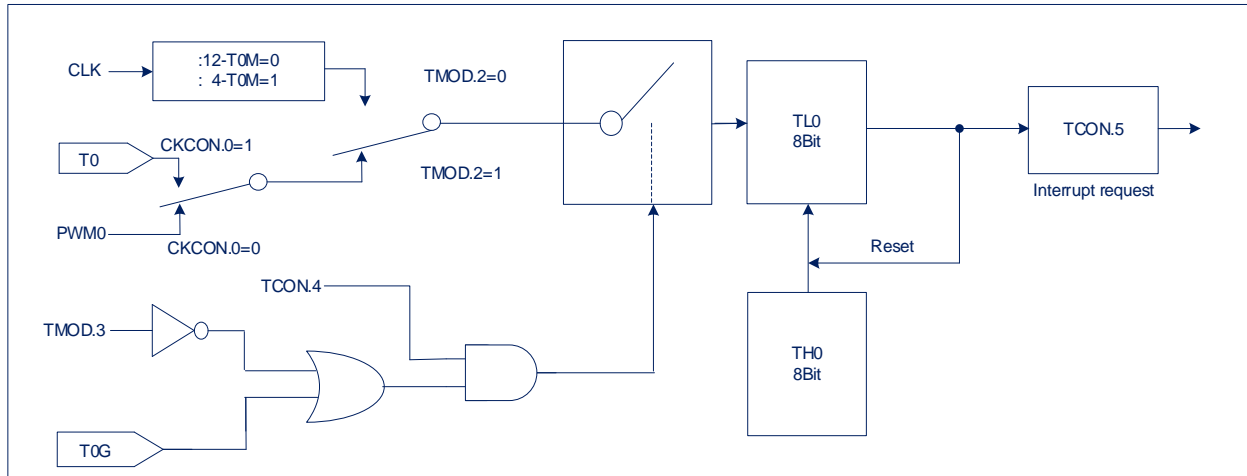 :12-T0M=0
: 4-T0M=1
CLK
TMOD.2=0
TL0
8Bit
TCON.5
CKCON.0=1
T0
TMOD.2=1
Interrupt request
PWM0
CKCON.0=0
Reset
TCON.4
TMOD.3
TH0
8Bit
T0G